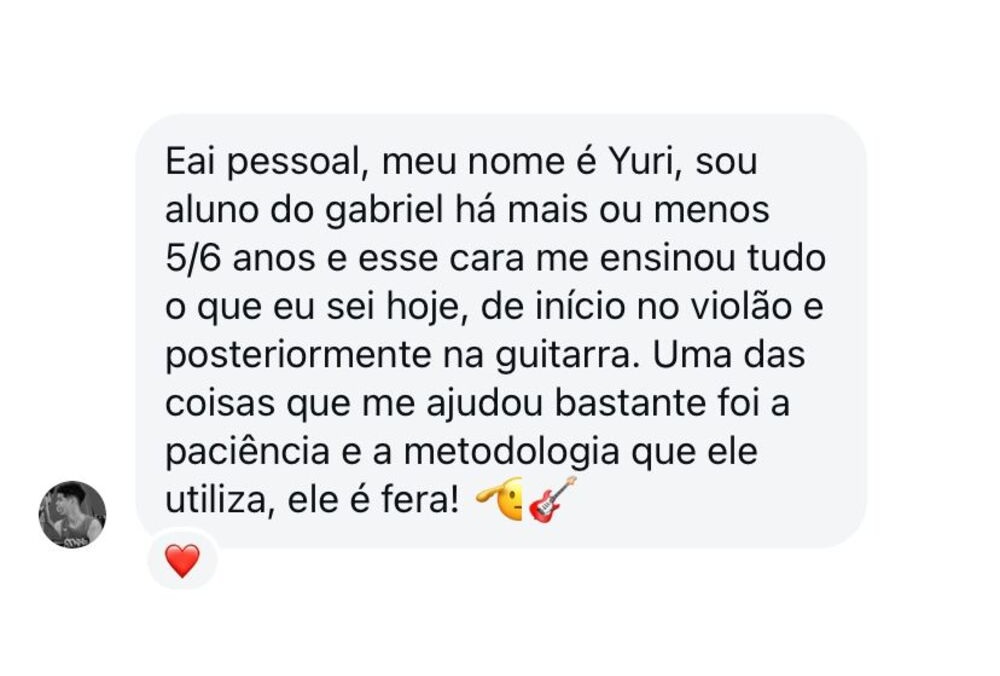 Eai pessoal, meu nome é Yuri, sou
aluno do gabriel há mais ou menos
5/6 anos e esse cara me ensinou tudo
o que eu sei hoje, de início no violão e
posteriormente na guitarra. Uma das
coisas que me ajudou bastante foi a
paciência e a metodologia que ele
utiliza, ele é fera! 🫡🎸